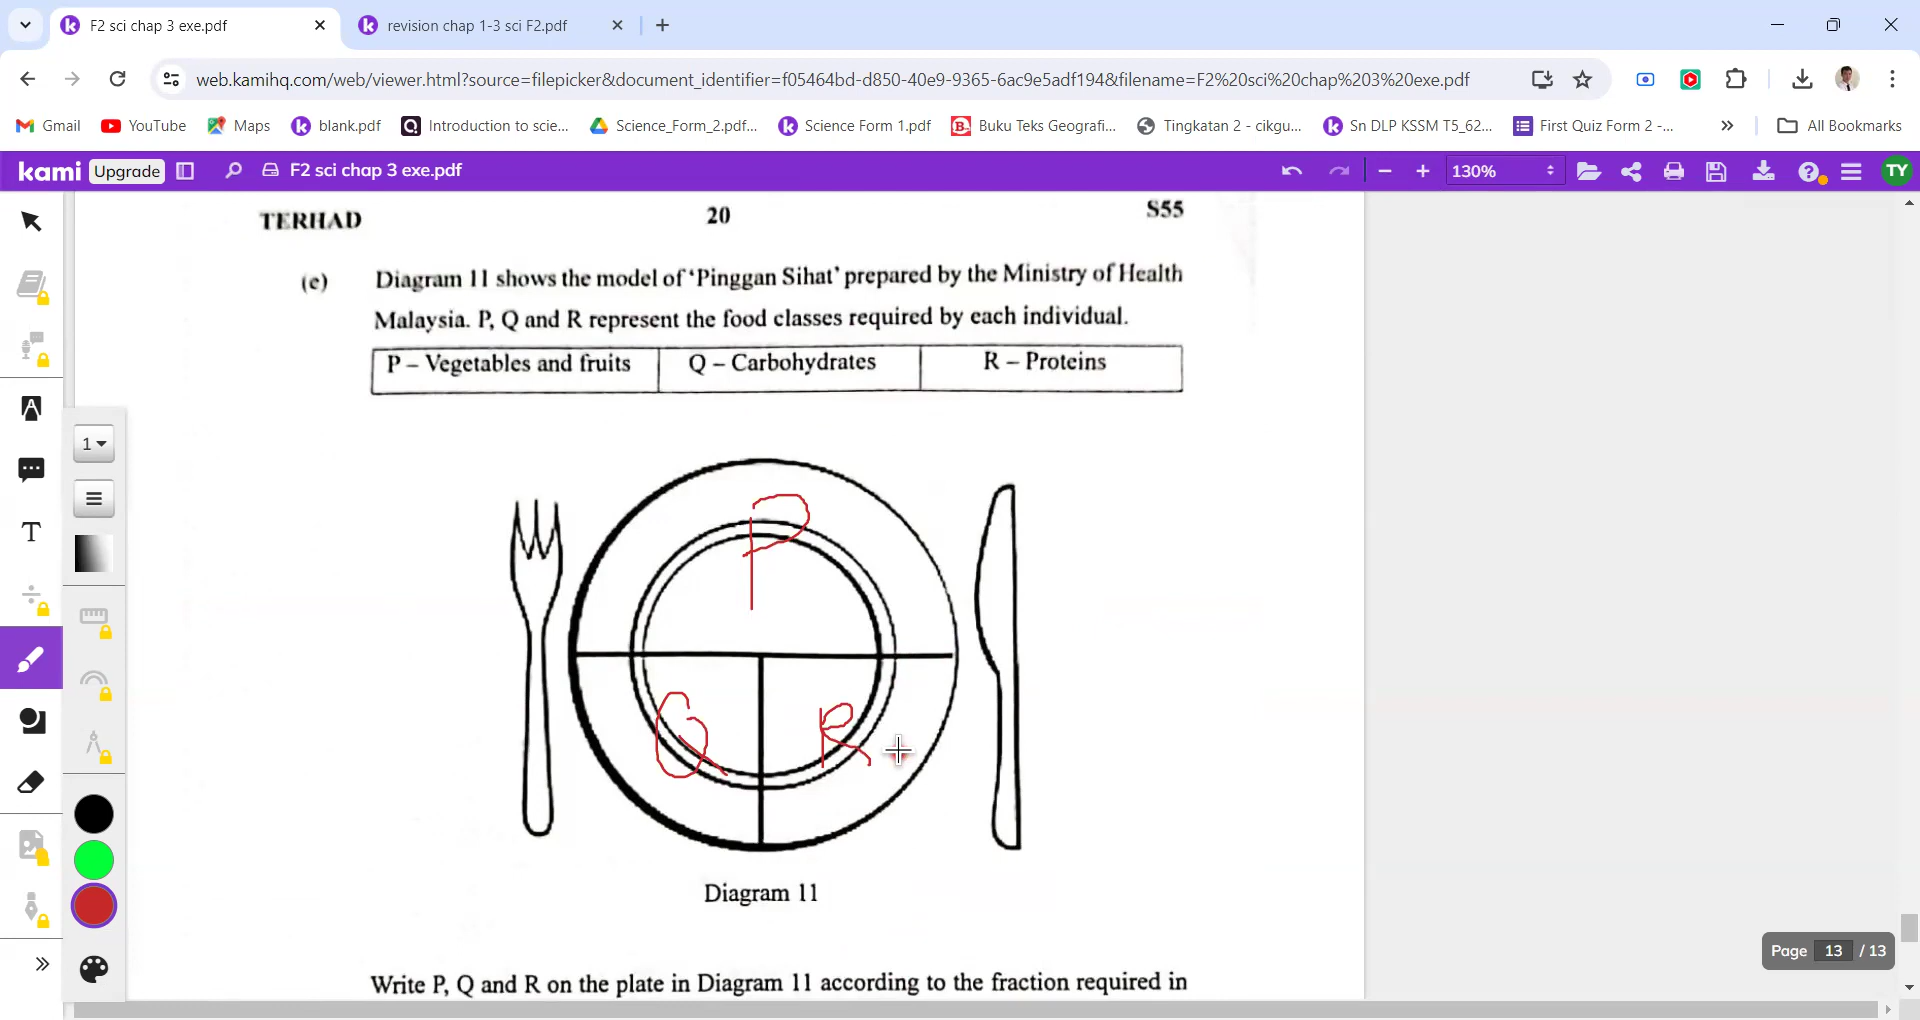 F2 sci chap 3 exe.pdf
revision chap 1-3 sci F2.pdf
web.kamihq.com/web/viewer.html?source=filepicker&document_identifier=f05464bd-d850-40e9-9365-6ac9e5adf194&filename=F2%20sci%20chap%203%20exe.pdf
Gmail YouTube Maps blank.pdf Introduction to scie... Science_Form_2.pdf... Science Form 1.pdf Buku Teks Geografi... Tingkatan 2 - cikgu... Sn DLP KSSM T5_62... First Quiz Form 2 -... All Bookmarks
kami Upgrade F2 sci chap 3 exe.pdf 130% TY
TERHAD 20 S55
(e) Diagram 11 shows the model of 'Pinggan Sihat' prepared by the Ministry of Health
Malaysia. P, Q and R represent the food classes required by each individual.
P – Vegetables and fruits Q – Carbohydrates R – Proteins
1
T
P
Q R
Diagram 11
Page 13 / 13
Write P, Q and R on the plate in Diagram 11 according to the fraction required in